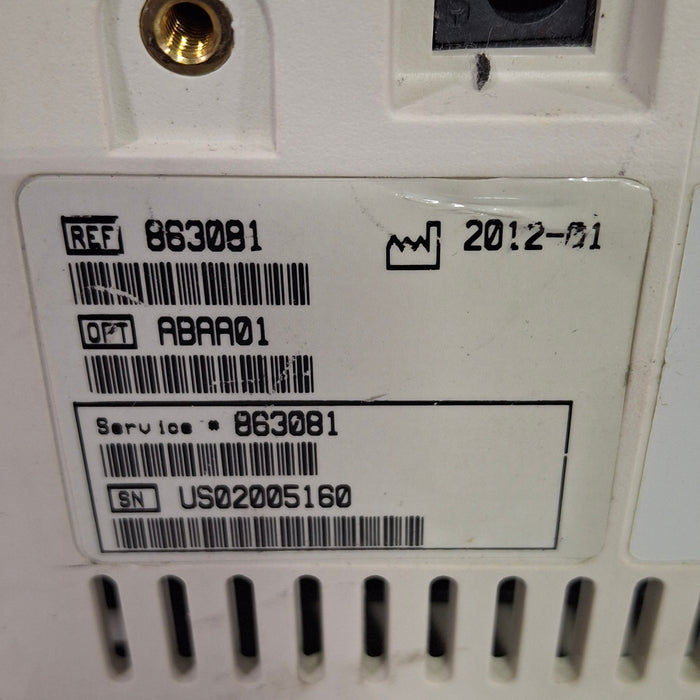 REF 863081 2012-01
OPT ABAA01
Service # 863081
SN US02005160